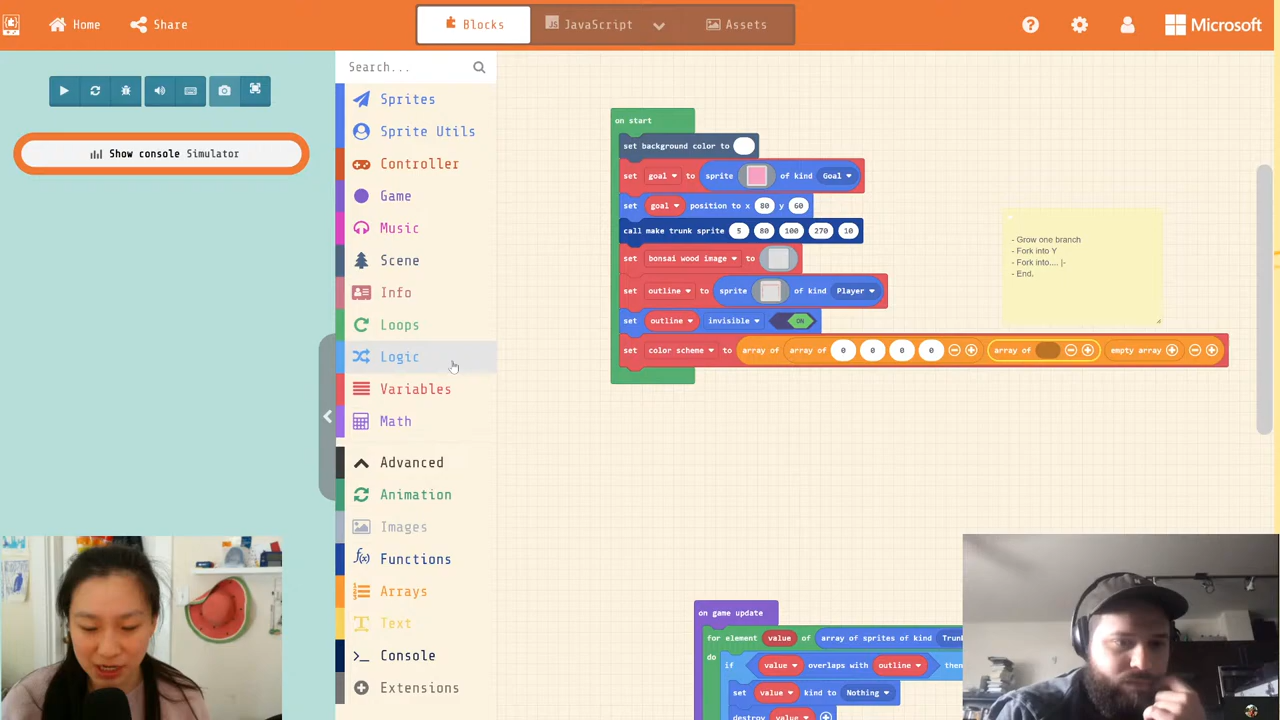 Home Share Blocks JavaScript Assets Microsoft
Search...
Sprites
Sprite Utils
Controller
Game
Music
Scene
Info
Loops
Logic
Variables
Math
Advanced
Animation
Images
Functions
Arrays
Text
Console
Extensions
Show console Simulator
on start
set background color to
set goal to sprite of kind Goal
set goal position to x 80 y 60
call make trunk sprite 5 80 100 270 10
set bonsai wood image to
set outline to sprite of kind Player
set outline invisible ON
set color scheme to array of array of 0 0 0 0 array of empty array
- Grow one branch
- Fork into Y
- Fork into.... |-
- End.
on game update
for element value of array of sprites of kind Trun
do
if value overlaps with outline then
set value kind to Nothing
destroy value